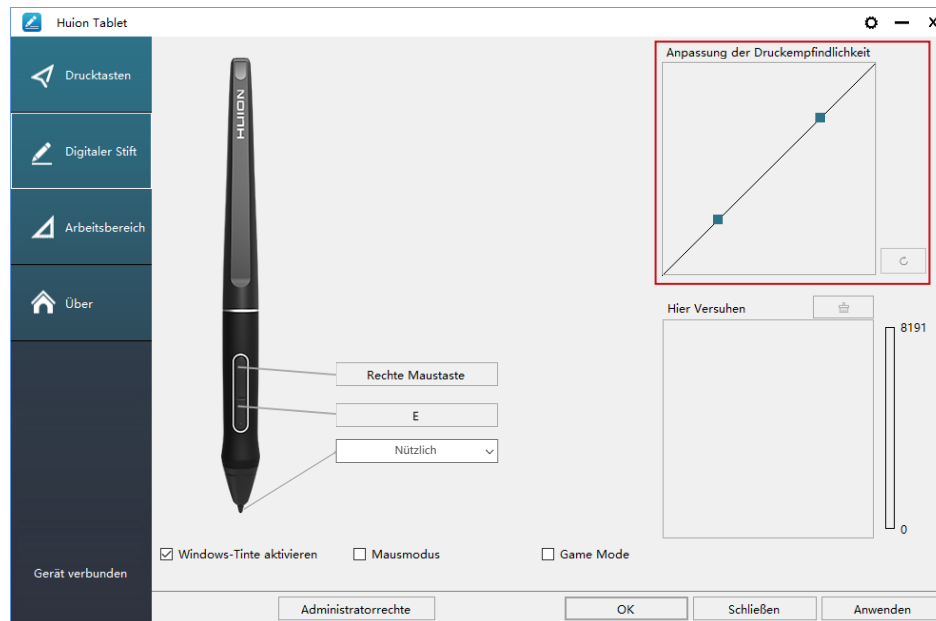 Huion Tablet
Drucktasten
Digitaler Stift
Arbeitsbereich
Über
Gerät verbunden
HUION
Rechte Maustaste
E
Nützlich
Anpassung der Druckempfindlichkeit
Hier Versuhen
8191
0
Windows-Tinte aktivieren
Mausmodus
Game Mode
Administratorrechte
OK
Schließen
Anwenden